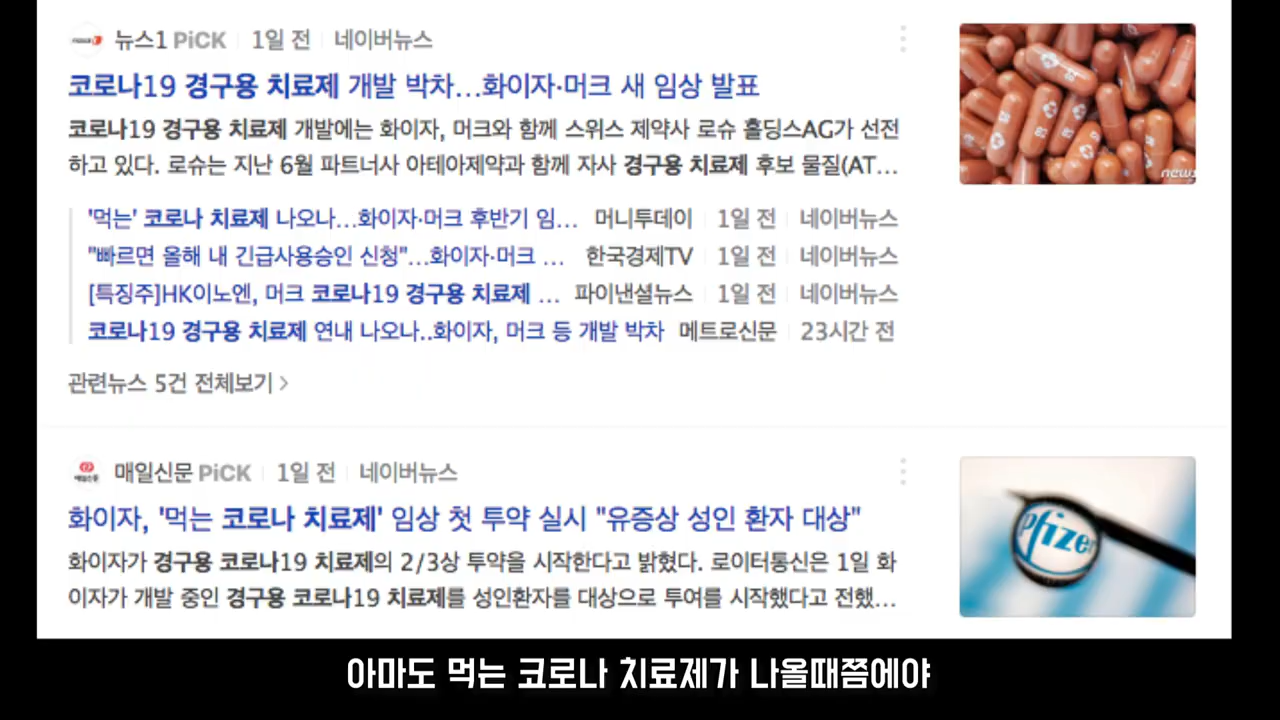 뉴스1 PiCK 1일 전 네이버뉴스
코로나19 경구용 치료제 개발 박차...화이자·머크 새 임상 발표
코로나19 경구용 치료제 개발에는 화이자, 머크와 함께 스위스 제약사 로슈 홀딩스AG가 선전
하고 있다. 로슈는 지난 6월 파트너사 아테아제약과 함께 자사 경구용 치료제 후보 물질(AT...
news1
'먹는' 코로나 치료제 나오나...화이자·머크 후반기 임... 머니투데이 1일 전 네이버뉴스
"빠르면 올해 내 긴급사용승인 신청"...화이자·머크 ... 한국경제TV 1일 전 네이버뉴스
[특징주]HK이노엔, 머크 코로나19 경구용 치료제 ... 파이낸셜뉴스 1일 전 네이버뉴스
코로나19 경구용 치료제 연내 나오나..화이자, 머크 등 개발 박차 메트로신문 23시간 전
관련뉴스 5건 전체보기 >
매일신문 PiCK 1일 전 네이버뉴스
화이자, '먹는 코로나 치료제' 임상 첫 투약 실시 "유증상 성인 환자 대상"
화이자가 경구용 코로나19 치료제의 2/3상 투약을 시작한다고 밝혔다. 로이터통신은 1일 화
이자가 개발 중인 경구용 코로나19 치료제를 성인환자를 대상으로 투여를 시작했다고 전했...
pfizer
아마도 먹는 코로나 치료제가 나올때쯤에야